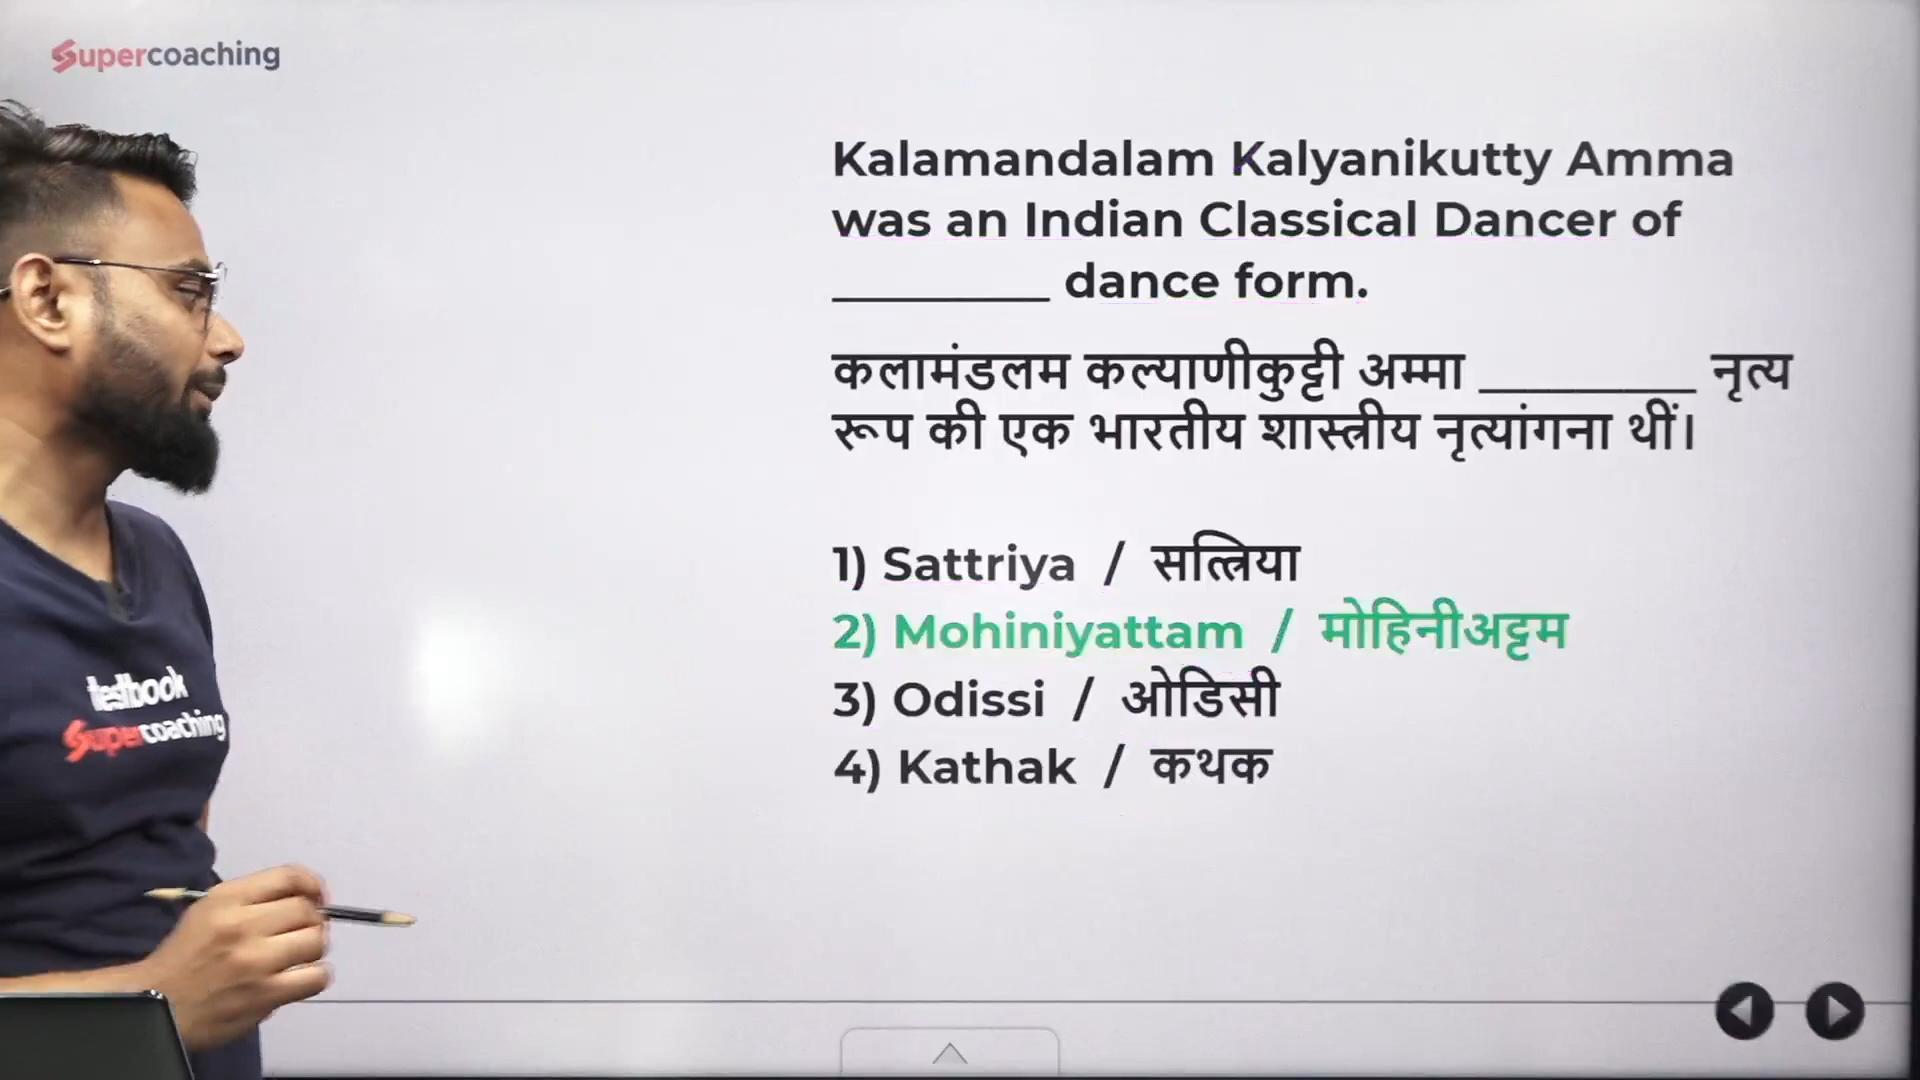 Supercoaching
Kalamandalam Kalyanikutty Amma
was an Indian Classical Dancer of
_________ dance form.
कलामंडलम कल्याणीकुट्टी अम्मा _________ नृत्य
रूप की एक भारतीय शास्त्रीय नृत्यांगना थीं।
1) Sattriya / सत्त्रिया
2) Mohiniyattam / मोहिनीअट्टम
3) Odissi / ओडिसी
4) Kathak / कथक
testbook
Supercoaching